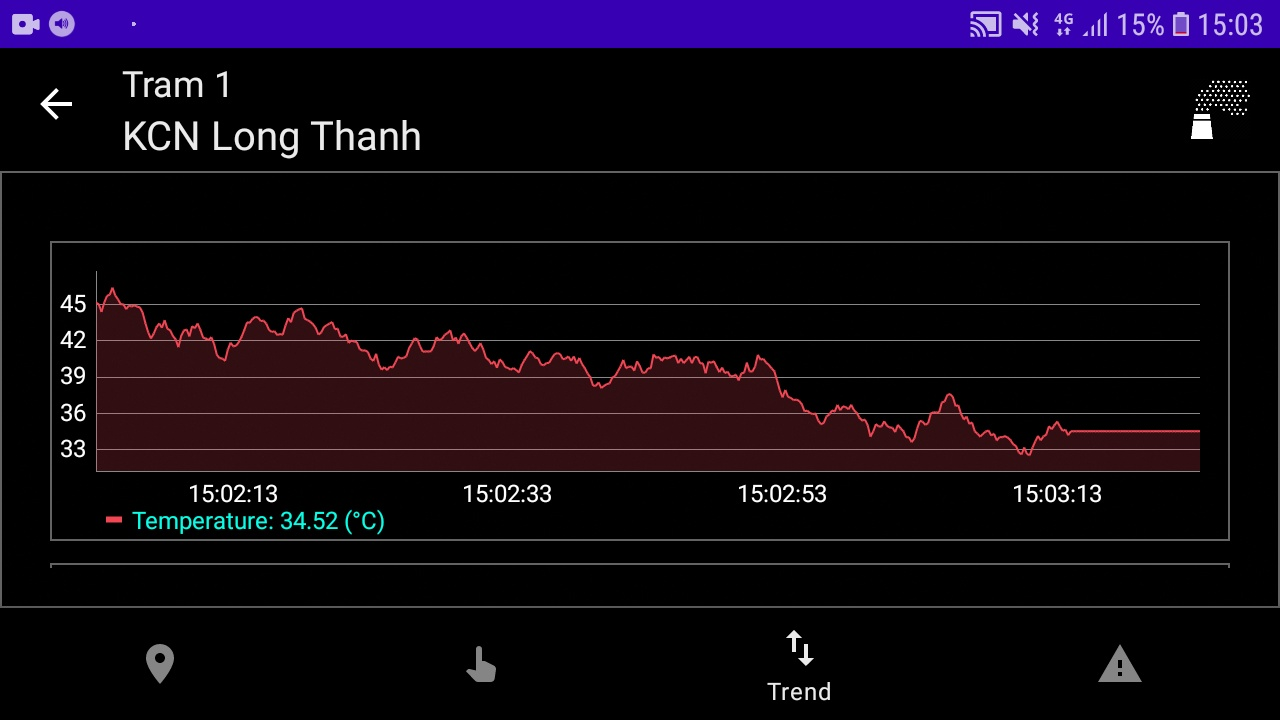 4G 15% 15:03
Tram 1
KCN Long Thanh
45
42
39
36
33
15:02:13 15:02:33 15:02:53 15:03:13
Temperature: 34.52 (°C)
Trend